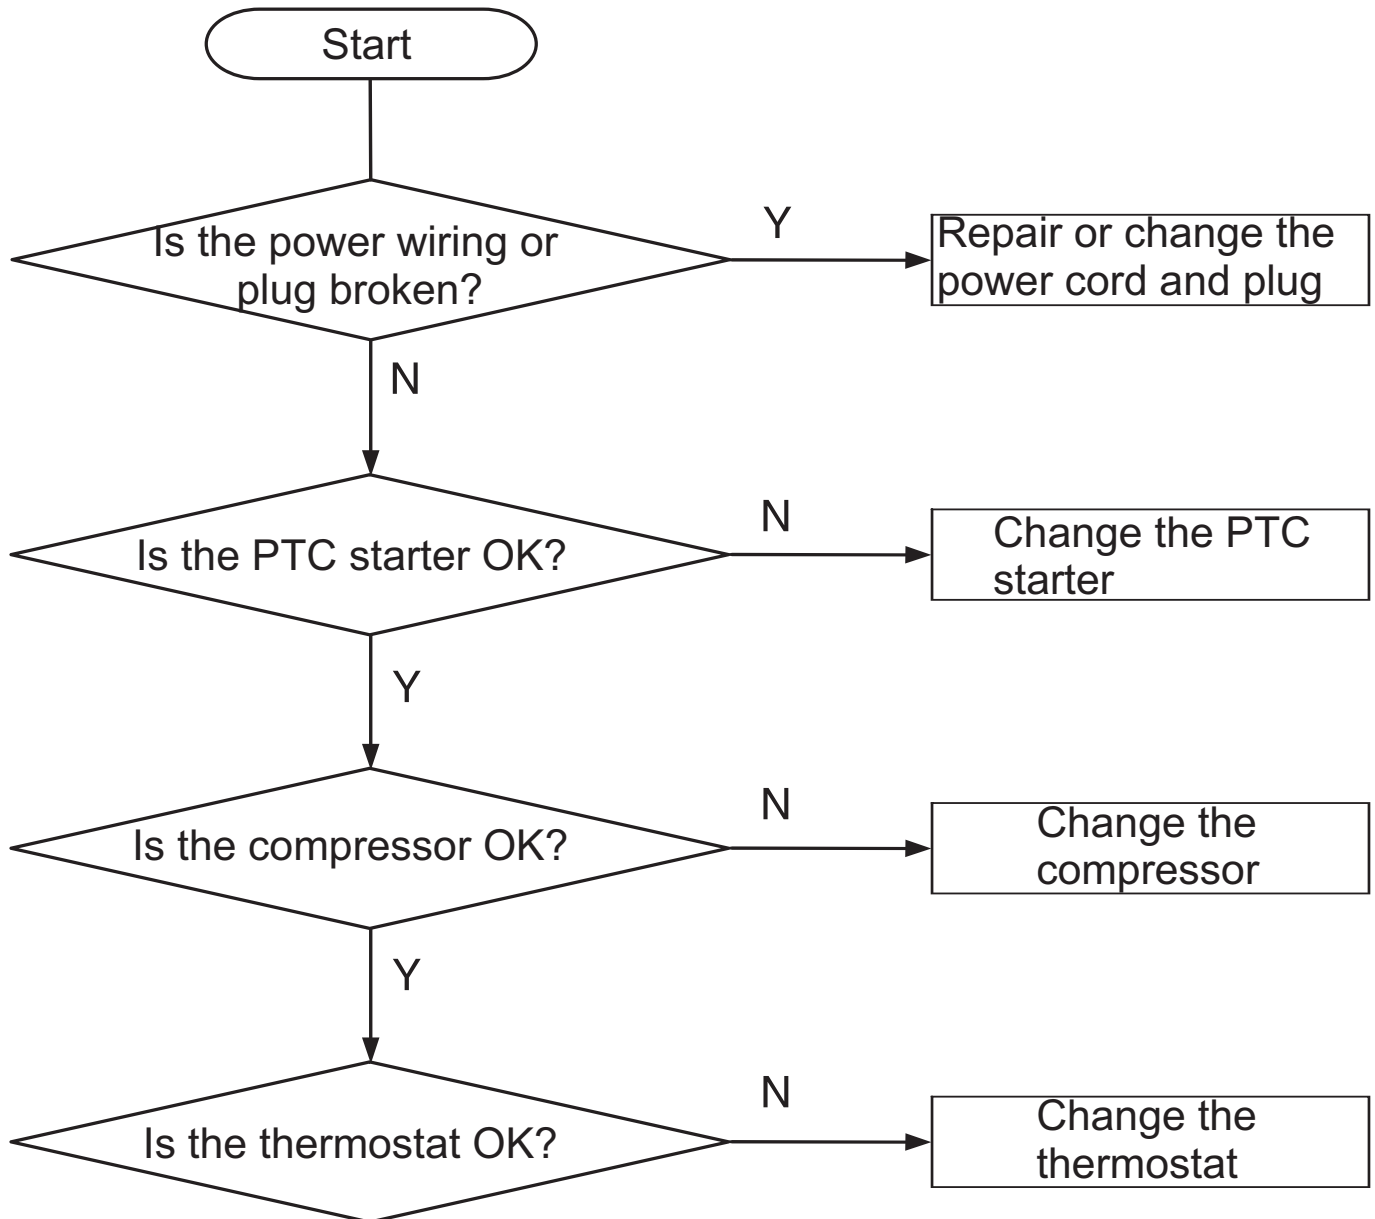 Start
Is the power wiring or
plug broken?
Y
Repair or change the
power cord and plug
N
Is the PTC starter OK?
N
Change the PTC
starter
Y
Is the compressor OK?
N
Change the
compressor
Y
Is the thermostat OK?
N
Change the
thermostat